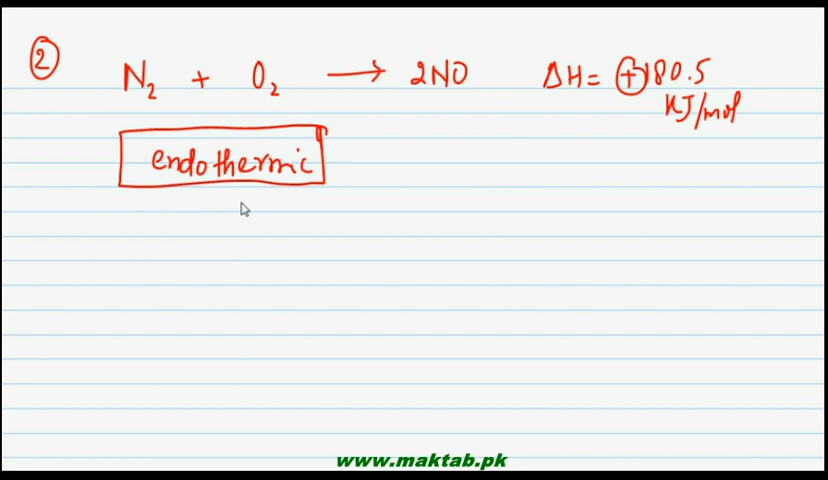 ② N₂ + O₂ → 2NO ΔH = +180.5
KJ/mol
endothermic
www.maktab.pk